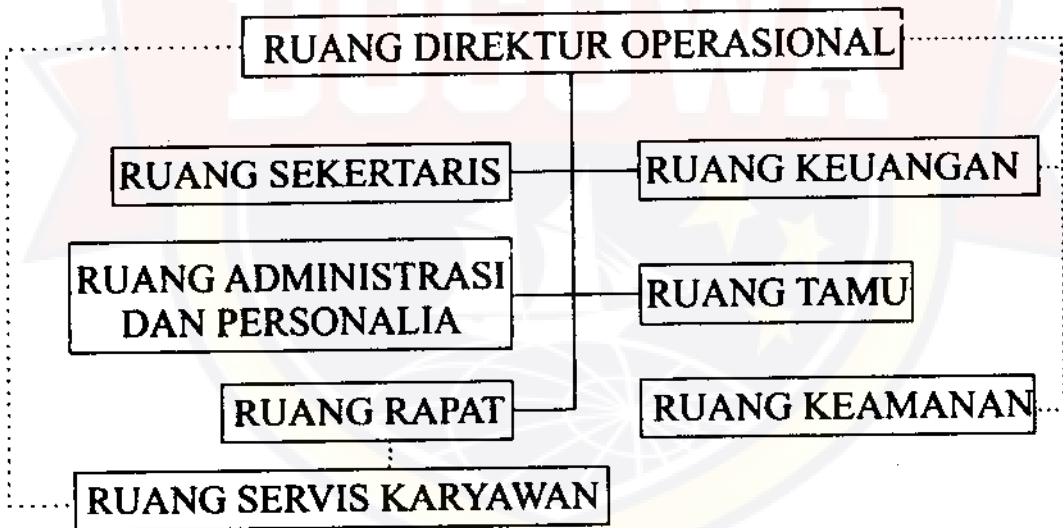 RUANG DIREKTUR OPERASIONAL
RUANG SEKERTARIS
RUANG KEUANGAN
RUANG ADMINISTRASI
DAN PERSONALIA
RUANG TAMU
RUANG RAPAT
RUANG KEAMANAN
RUANG SERVIS KARYAWAN